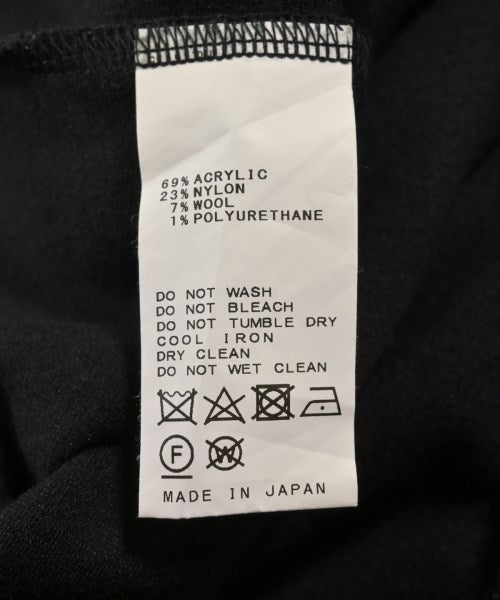 69% ACRYLIC
23% NYLON
7% WOOL
1% POLYURETHANE
DO NOT WASH
DO NOT BLEACH
DO NOT TUMBLE DRY
COOL IRON
DRY CLEAN
DO NOT WET CLEAN
F W
MADE IN JAPAN